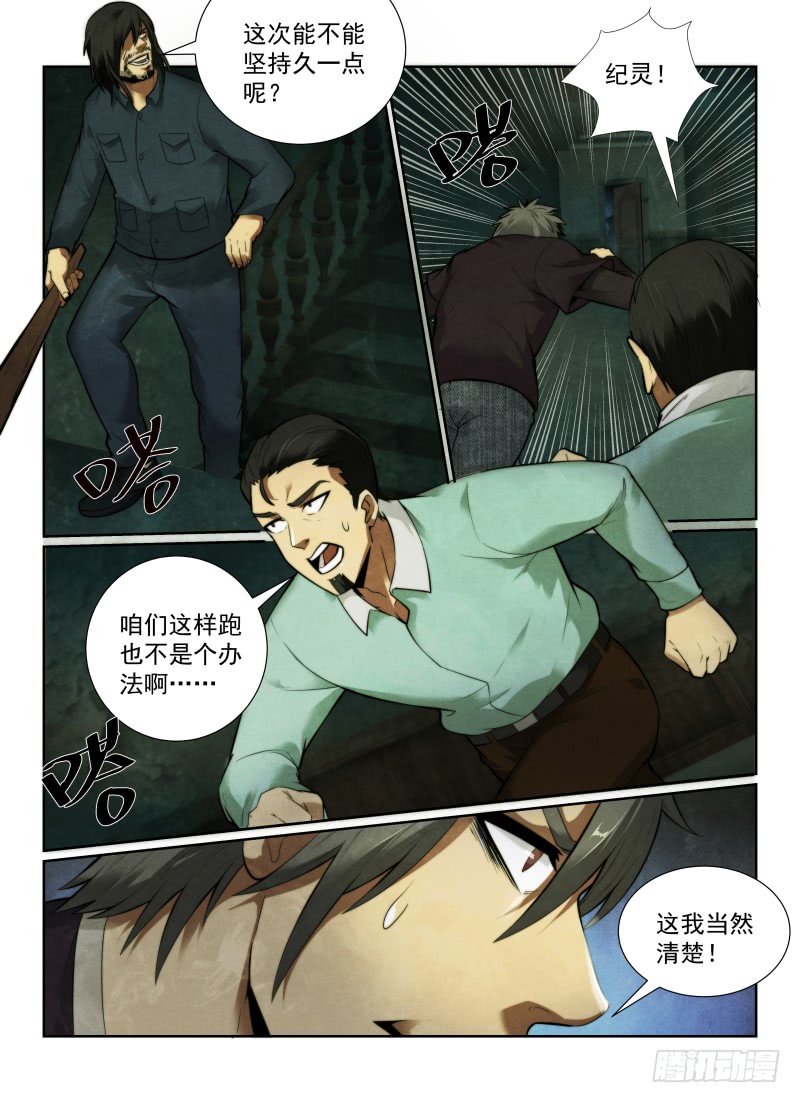 这次能不能
坚持久一点
呢？
纪灵！
嗒
嗒
咱们这样跑
也不是个办
法啊……
嗒
这我当然
清楚！
腾讯动漫